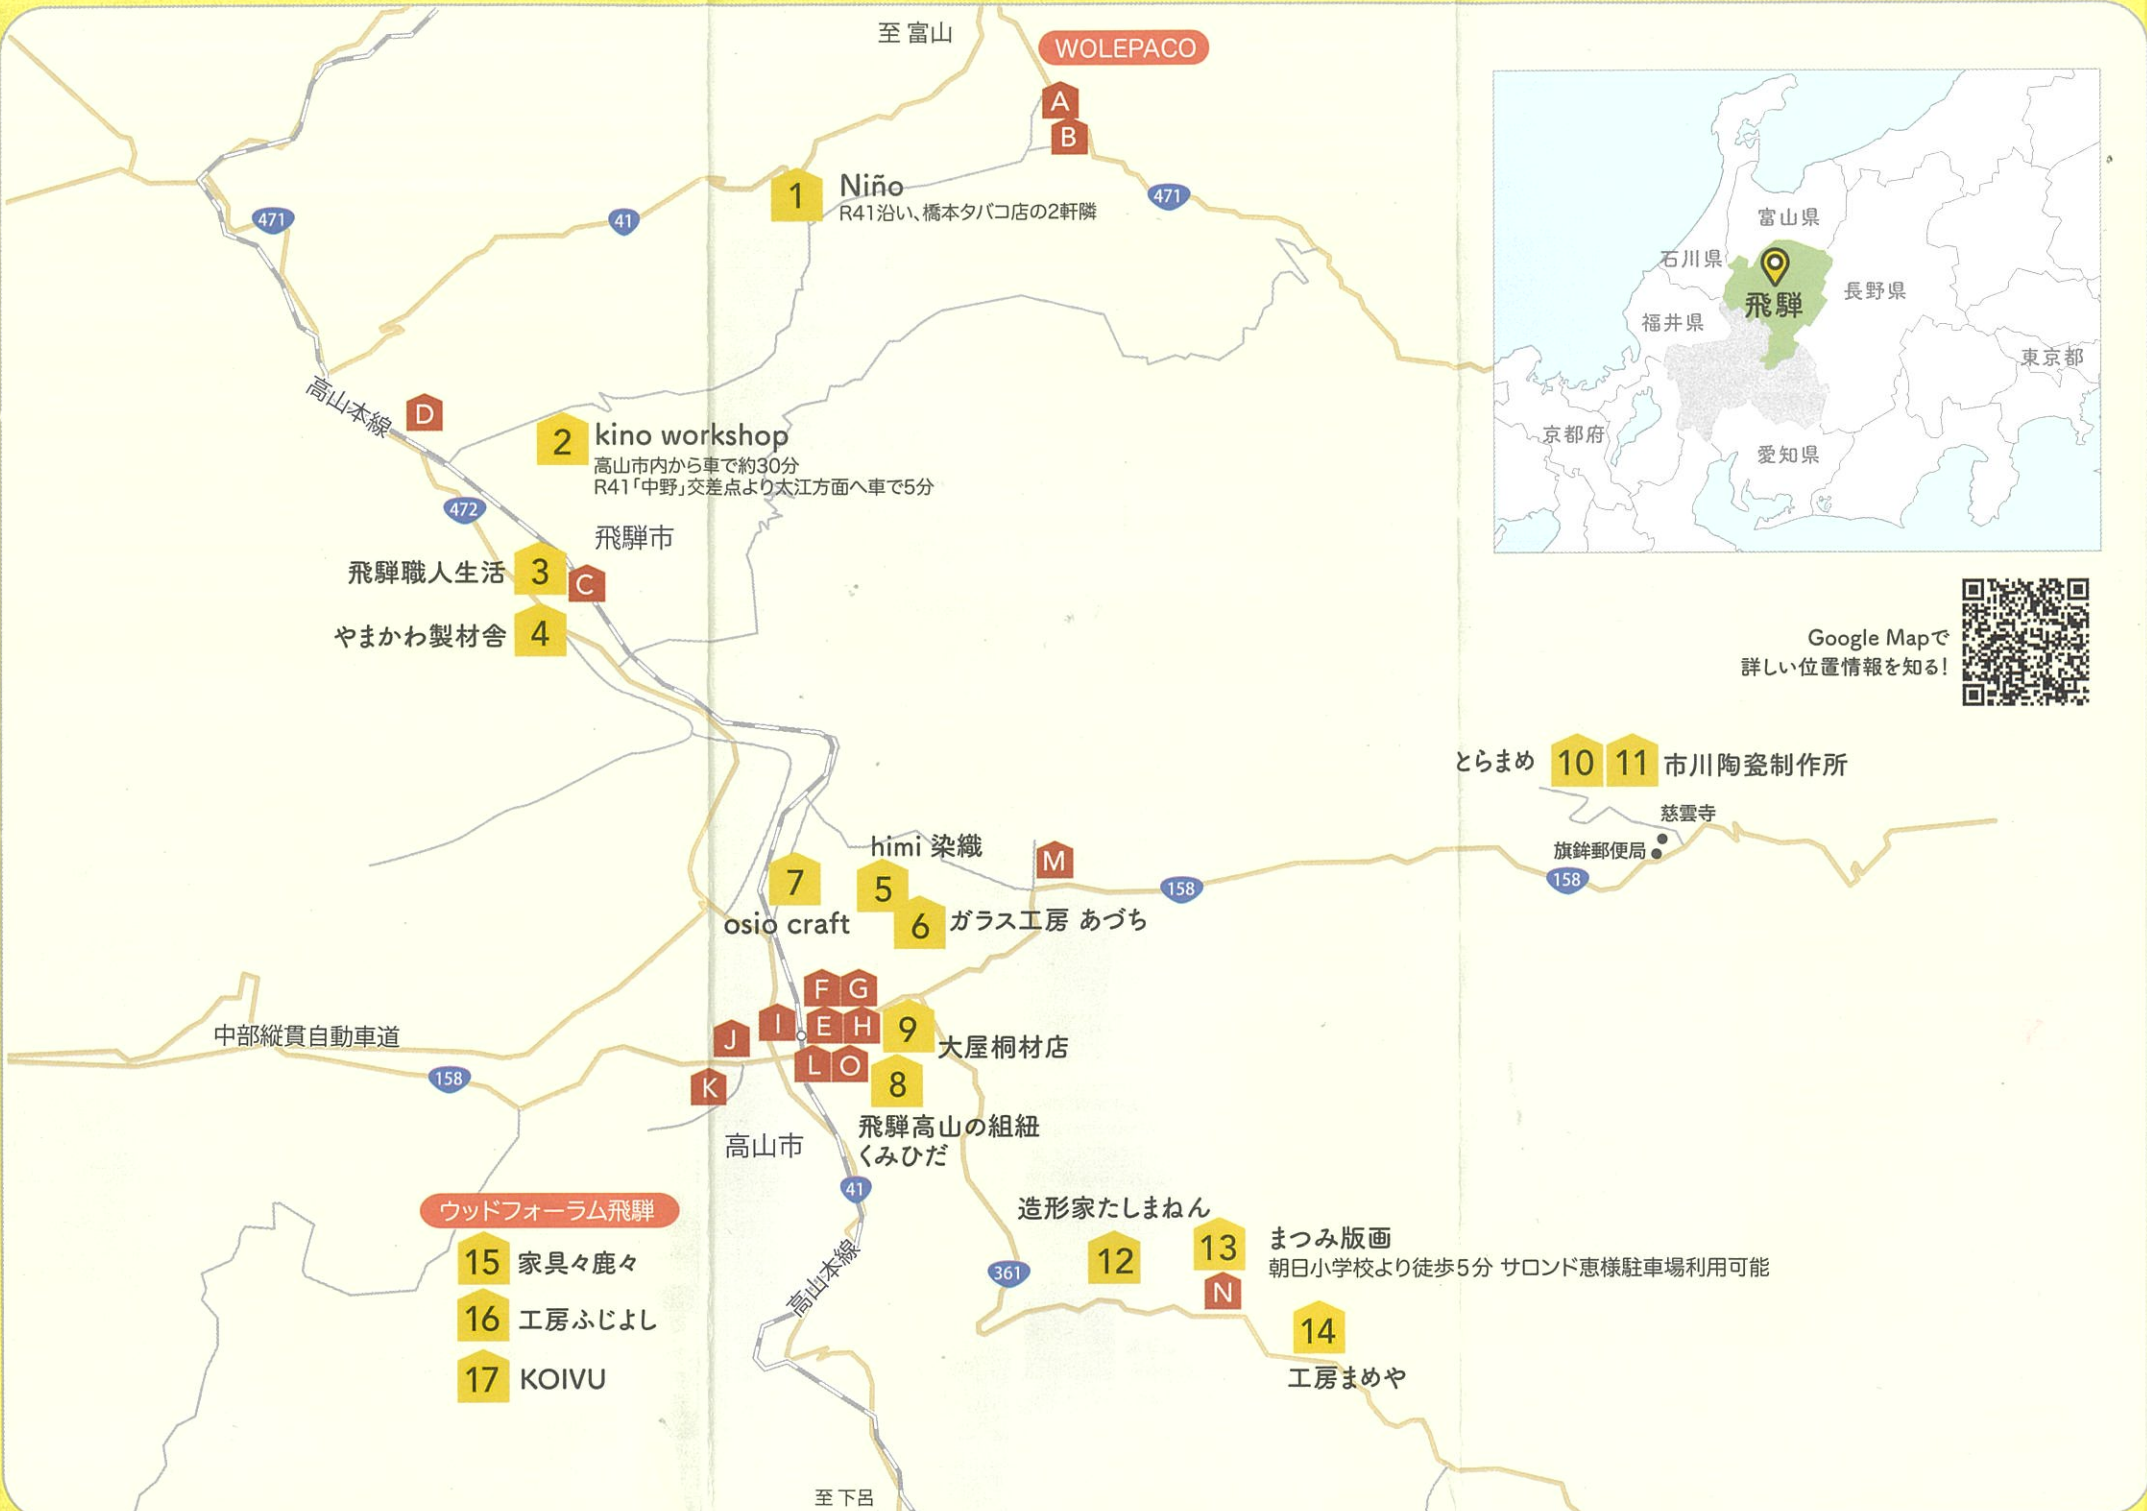 至 富山
WOLEPACO
A
B
1
Niño
R41沿い、橋本タバコ店の2軒隣
471
41
471
富山県
石川県
飛騨
長野県
福井県
東京都
京都府
愛知県
高山本線
D
2
kino workshop
高山市内から車で約30分
R41「中野」交差点より太江方面へ車で5分
472
飛騨市
飛騨職人生活
3
C
やまかわ製材舎
4
Google Mapで
詳しい位置情報を知る!
とらまめ
10
11
市川陶瓷制作所
慈雲寺
旗鉾郵便局
158
himi 染織
M
7
5
158
osio craft
6
ガラス工房 あづち
F
G
中部縦貫自動車道
J
I
E
H
9
大屋桐材店
158
K
L
O
8
高山市
飛騨高山の組紐
くみひだ
41
ウッドフォーラム飛騨
造形家たしまねん
15
家具々鹿々
高山本線
361
12
13
まつみ版画
朝日小学校より徒歩5分 サロンド恵様駐車場利用可能
N
16
工房ふじよし
14
17
KOIVU
工房まめや
至 下呂